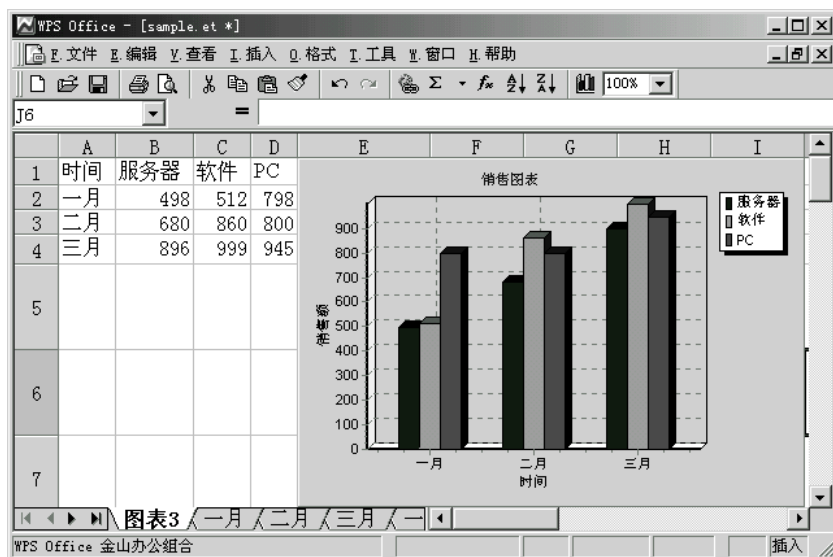 WPS Office - [sample.et *]
F.文件 E.编辑 V.查看 I.插入 O.格式 T.工具 W.窗口 H.帮助
100%
J6 =
A B C D E F G H I
1 时间 服务器 软件 PC
2 一月 498 512 798
3 二月 680 860 800
4 三月 896 999 945
5
6
7
销售图表
服务器
软件
PC
900
800
700
600
500
400
300
200
100
0
销售额
一月 二月 三月
时间
图表3 一月 二月 三月 一
WPS Office 金山办公组合 插入